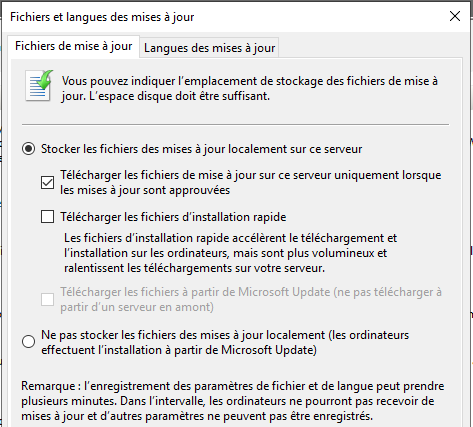 Fichiers et langues des mises à jour
Fichiers de mise à jour
Langues des mises à jour
Vous pouvez indiquer l'emplacement de stockage des fichiers de mise à
jour. L'espace disque doit être suffisant.
Stocker les fichiers des mises à jour localement sur ce serveur
Télécharger les fichiers de mise à jour sur ce serveur uniquement lorsque
les mises à jour sont approuvées
Télécharger les fichiers d'installation rapide
Les fichiers d'installation rapide accélèrent le téléchargement et
l'installation sur les ordinateurs, mais sont plus volumineux et
ralentissent les téléchargements sur votre serveur.
Télécharger les fichiers à partir de Microsoft Update (ne pas télécharger à
partir d'un serveur en amont)
Ne pas stocker les fichiers des mises à jour localement (les ordinateurs
effectuent l'installation à partir de Microsoft Update)
Remarque : l'enregistrement des paramètres de fichier et de langue peut prendre
plusieurs minutes. Dans l'intervalle, les ordinateurs ne pourront pas recevoir de
mises à jour et d'autres paramètres ne peuvent pas être enregistrés.